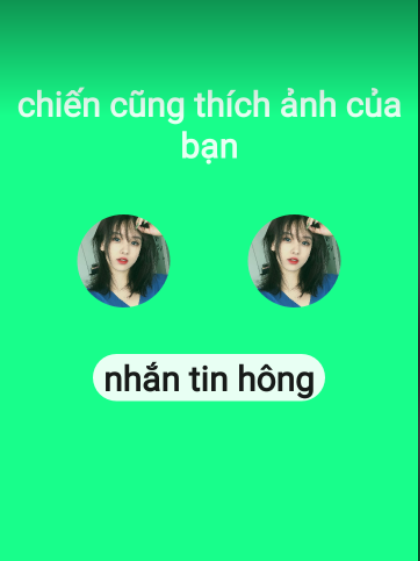 chiến cũng thích ảnh của
bạn
nhắn tin hông